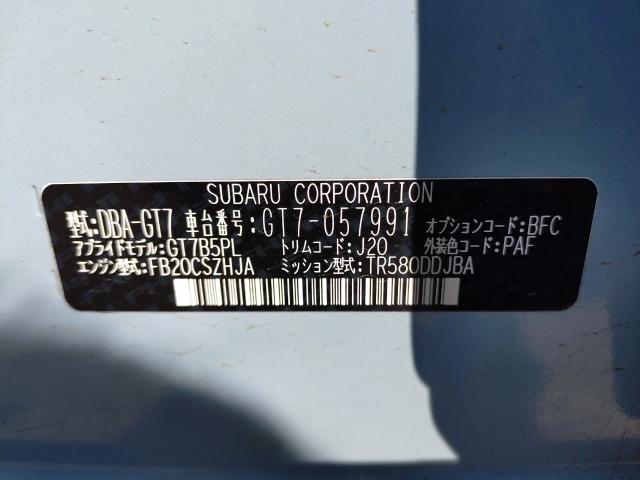 SUBARU CORPORATION
型式:DBA-GT7 車台番号:GT7-057991 オプションコード:BFC
アプライドモデル:GT7B5PL トリムコード:J20 外装色コード:PAF
エンジン型式:FB20CSZHJA ミッション型式:TR580DDJBA